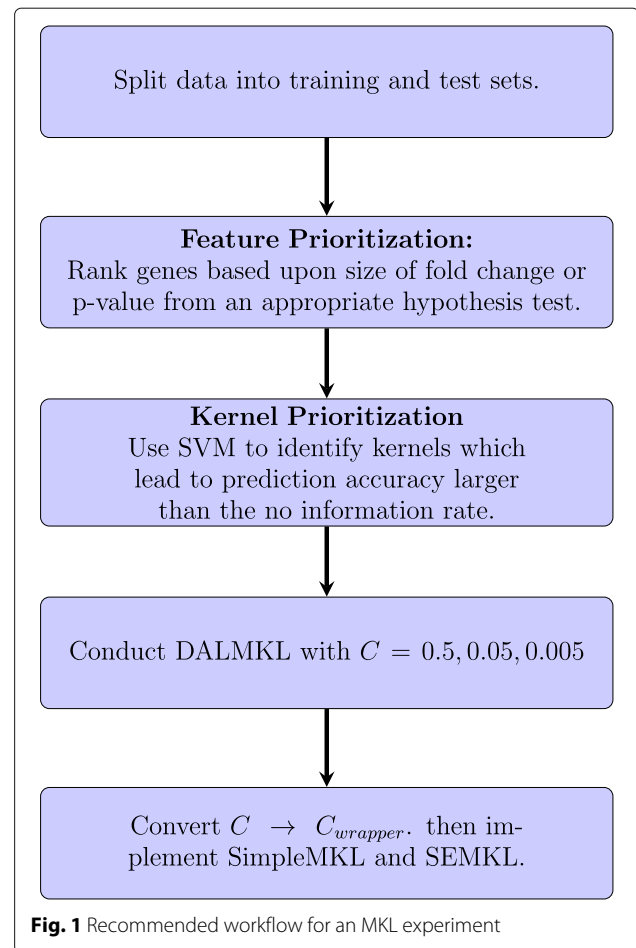 Split data into training and test sets.
Feature Prioritization:
Rank genes based upon size of fold change or
p-value from an appropriate hypothesis test.
Kernel Prioritization
Use SVM to identify kernels which
lead to prediction accuracy larger
than the no information rate.
Conduct DALMKL with C = 0.5, 0.05, 0.005
Convert C → C_wrapper. then im-
plement SimpleMKL and SEMKL.
Fig. 1 Recommended workflow for an MKL experiment